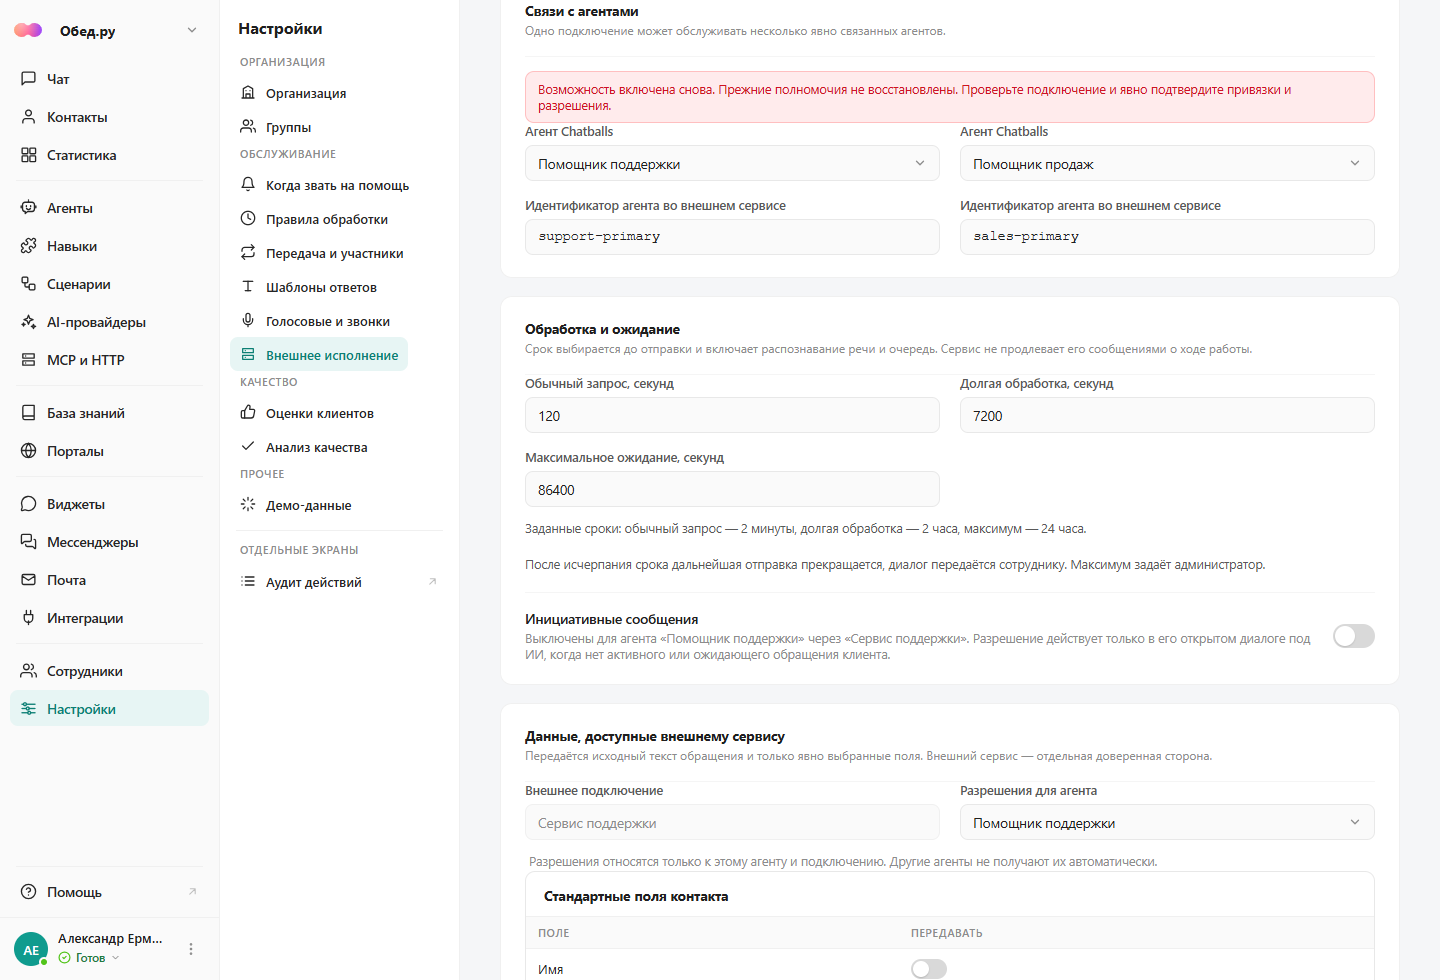 Обед.ру
Чат
Контакты
Статистика
Агенты
Навыки
Сценарии
AI-провайдеры
MCP и HTTP
База знаний
Порталы
Виджеты
Мессенджеры
Почта
Интеграции
Сотрудники
Настройки
Помощь
АЕ
Александр Ерм...
Готов
Настройки
ОРГАНИЗАЦИЯ
Организация
Группы
ОБСЛУЖИВАНИЕ
Когда звать на помощь
Правила обработки
Передача и участники
Шаблоны ответов
Голосовые и звонки
Внешнее исполнение
КАЧЕСТВО
Оценки клиентов
Анализ качества
ПРОЧЕЕ
Демо-данные
ОТДЕЛЬНЫЕ ЭКРАНЫ
Аудит действий
Связи с агентами
Одно подключение может обслуживать несколько явно связанных агентов.
Возможность включена снова. Прежние полномочия не восстановлены. Проверьте подключение и явно подтвердите привязки и
разрешения.
Агент Chatballs
Агент Chatballs
Помощник поддержки
Помощник продаж
Идентификатор агента во внешнем сервисе
Идентификатор агента во внешнем сервисе
support-primary
sales-primary
Обработка и ожидание
Срок выбирается до отправки и включает распознавание речи и очередь. Сервис не продлевает его сообщениями о ходе работы.
Обычный запрос, секунд
Долгая обработка, секунд
120
7200
Максимальное ожидание, секунд
86400
Заданные сроки: обычный запрос — 2 минуты, долгая обработка — 2 часа, максимум — 24 часа.
После исчерпания срока дальнейшая отправка прекращается, диалог передаётся сотруднику. Максимум задаёт администратор.
Инициативные сообщения
Выключены для агента «Помощник поддержки» через «Сервис поддержки». Разрешение действует только в его открытом диалоге под
ИИ, когда нет активного или ожидающего обращения клиента.
Данные, доступные внешнему сервису
Передаётся исходный текст обращения и только явно выбранные поля. Внешний сервис — отдельная доверенная сторона.
Внешнее подключение
Разрешения для агента
Сервис поддержки
Помощник поддержки
Разрешения относятся только к этому агенту и подключению. Другие агенты не получают их автоматически.
Стандартные поля контакта
ПОЛЕ
ПЕРЕДАВАТЬ
Имя